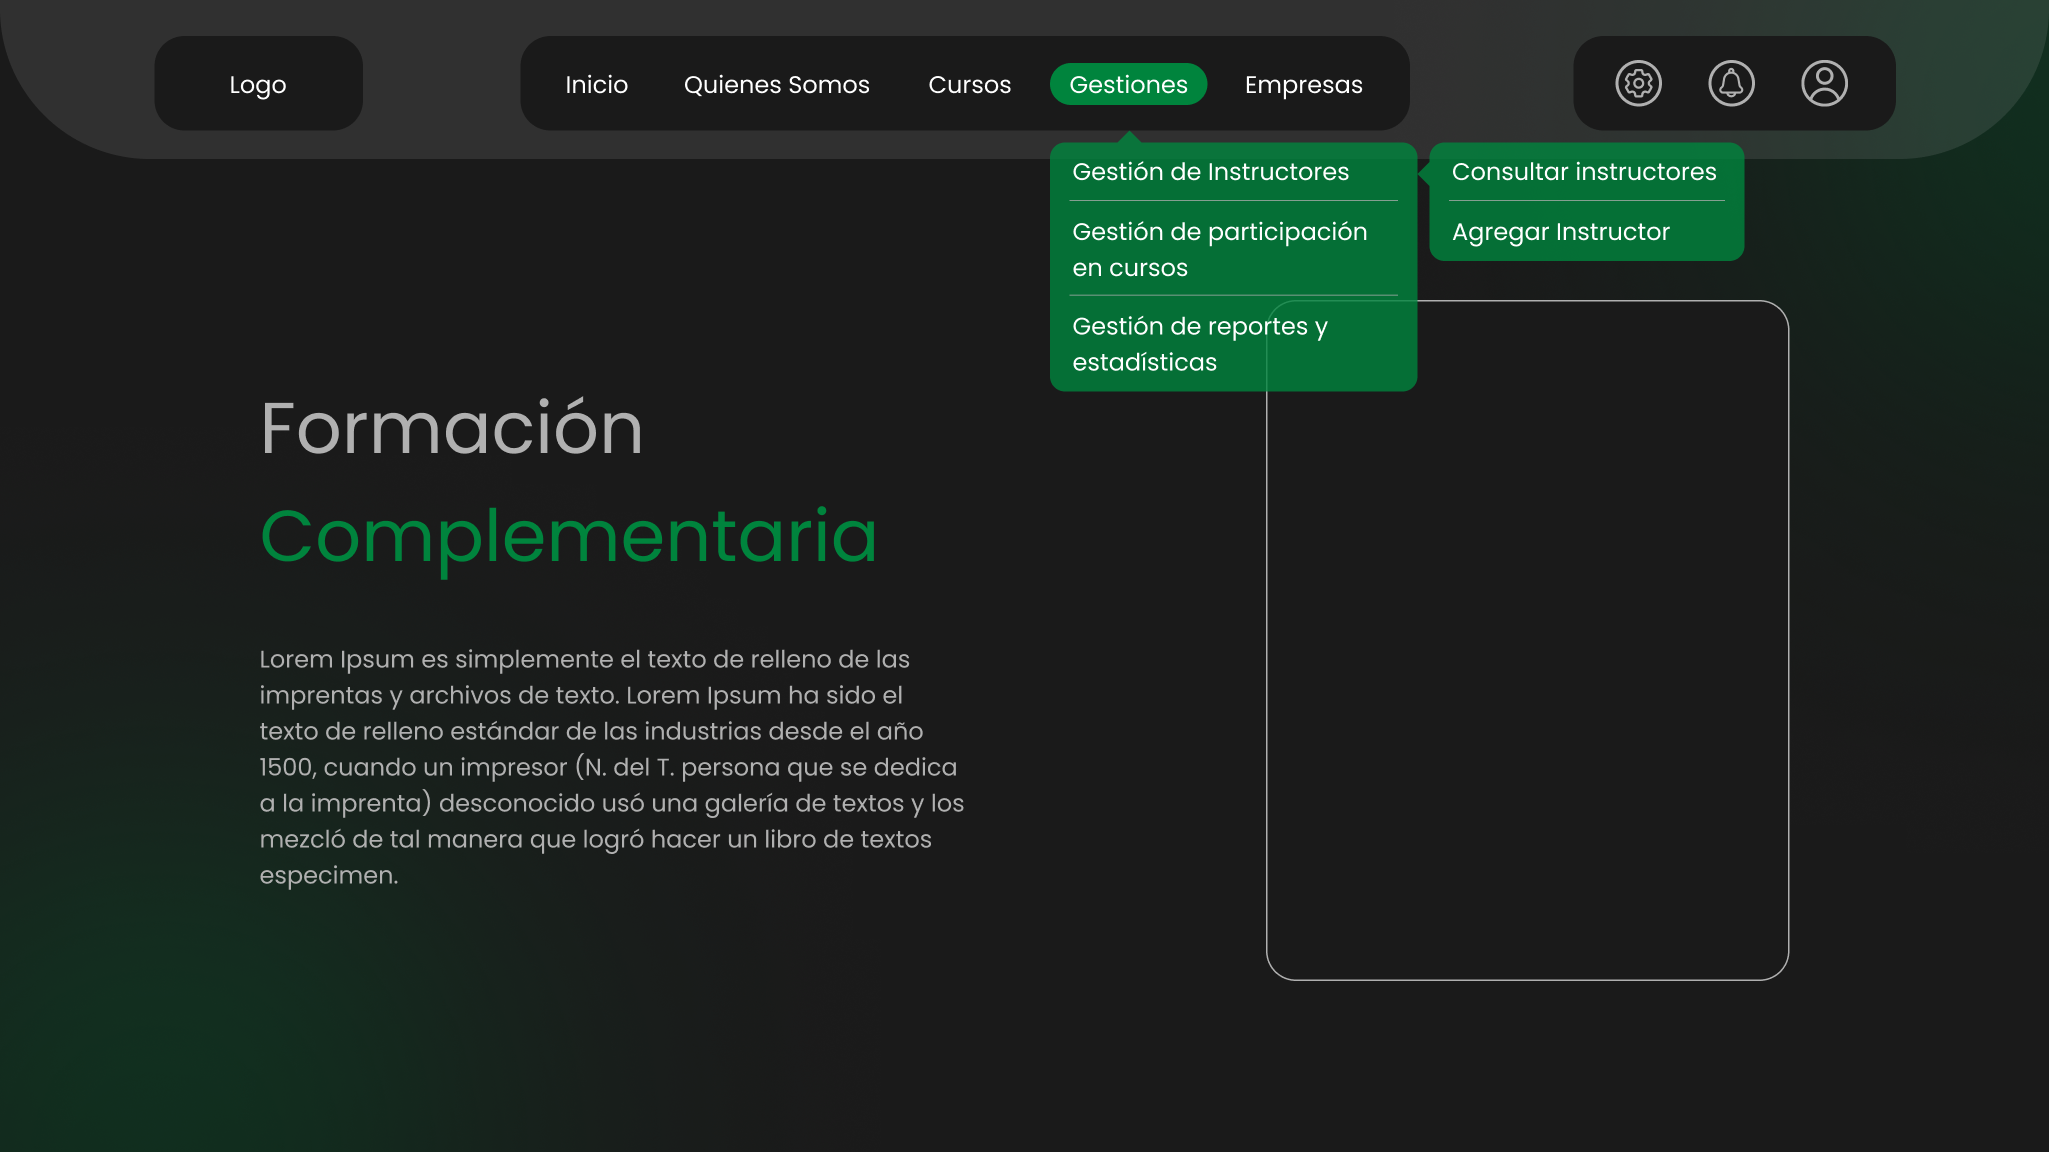 Logo
Inicio
Quienes Somos
Cursos
Gestiones
Empresas
Gestión de Instructores
Gestión de participación
en cursos
Gestión de reportes y
estadísticas
Consultar instructores
Agregar Instructor
Formación
Complementaria
Lorem Ipsum es simplemente el texto de relleno de las
imprentas y archivos de texto. Lorem Ipsum ha sido el
texto de relleno estándar de las industrias desde el año
1500, cuando un impresor (N. del T. persona que se dedica
a la imprenta) desconocido usó una galería de textos y los
mezcló de tal manera que logró hacer un libro de textos
especimen.